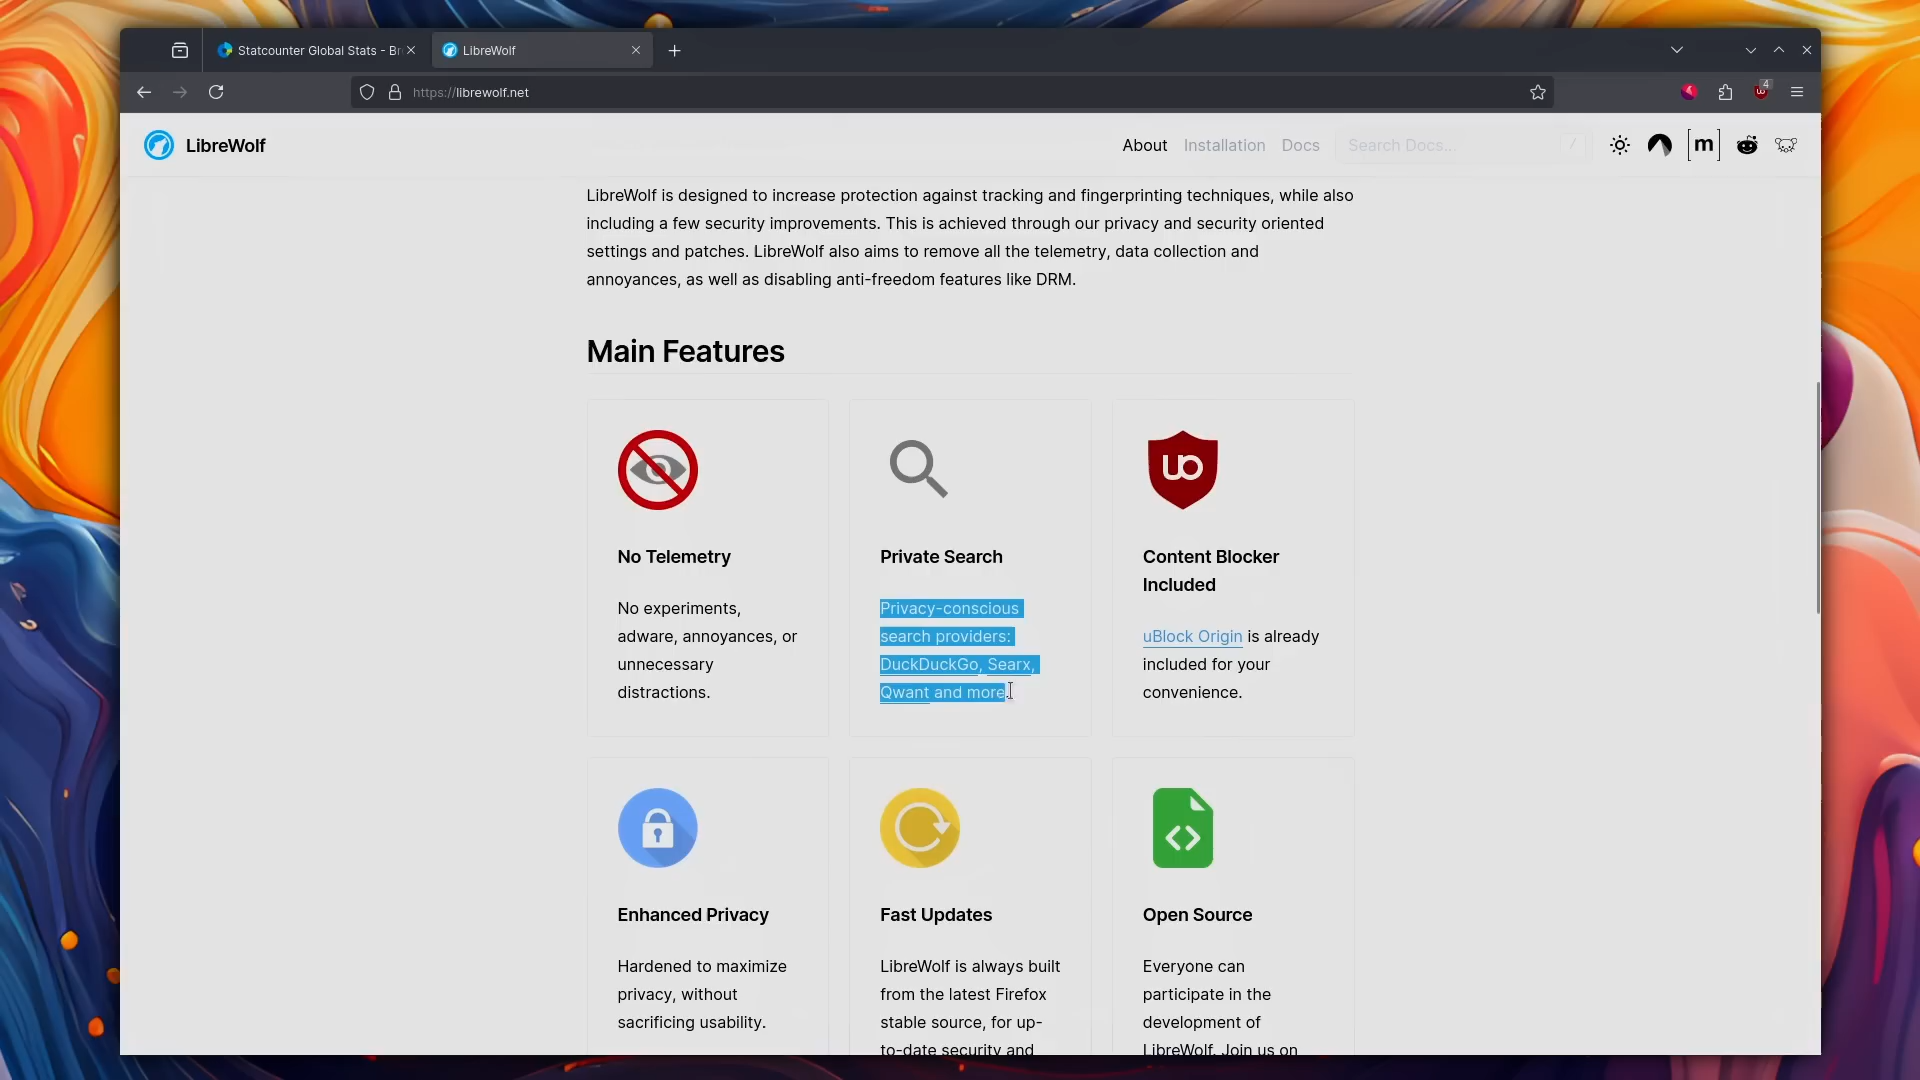 Statcounter Global Stats - Br
LibreWolf
4
https://librewolf.net
LibreWolf
About
Installation
Docs
Search Docs...
/
m
LibreWolf is designed to increase protection against tracking and fingerprinting techniques, while also
including a few security improvements. This is achieved through our privacy and security oriented
settings and patches. LibreWolf also aims to remove all the telemetry, data collection and
annoyances, as well as disabling anti-freedom features like DRM.
Main Features
No Telemetry
No experiments,
adware, annoyances, or
unnecessary
distractions.
Private Search
Privacy-conscious
search providers:
DuckDuckGo, Searx,
Qwant and more.
uo
Content Blocker
Included
uBlock Origin is already
included for your
convenience.
Enhanced Privacy
Hardened to maximize
privacy, without
sacrificing usability.
Fast Updates
LibreWolf is always built
from the latest Firefox
stable source, for up-
to-date security and
Open Source
Everyone can
participate in the
development of
LibreWolf. Join us on